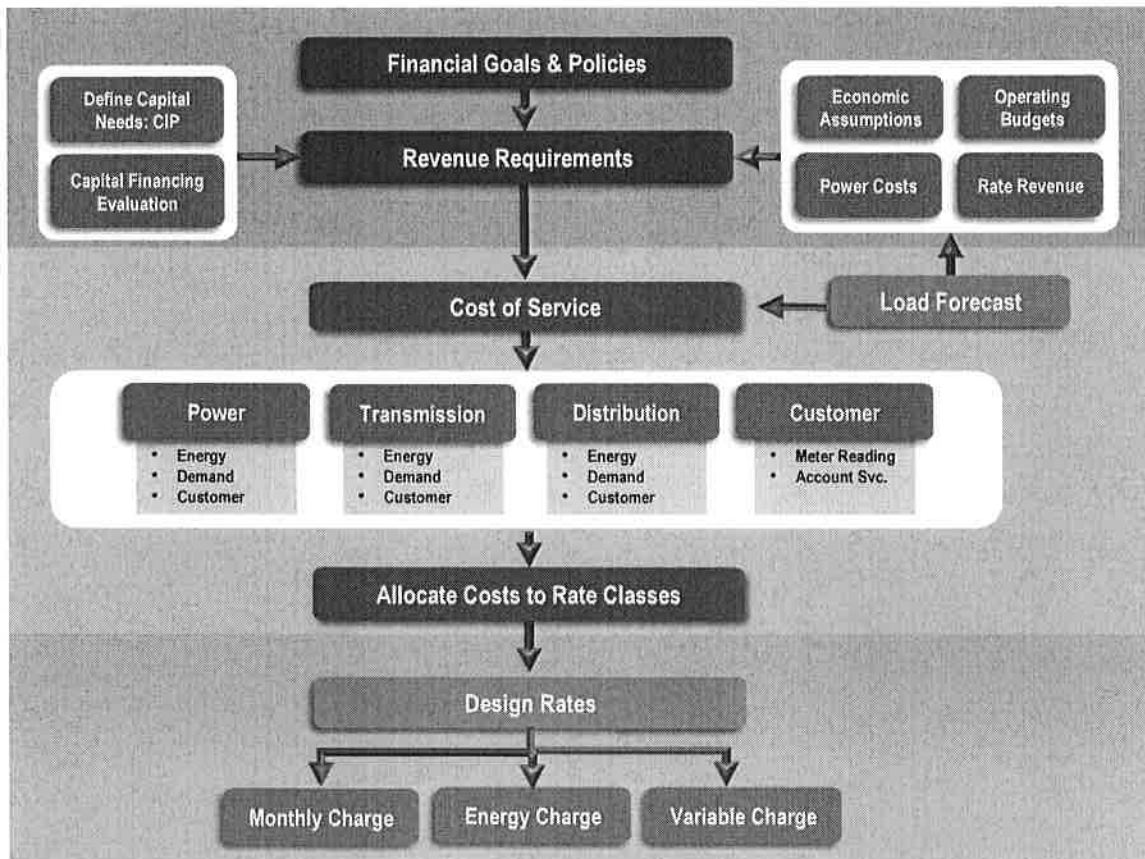 Financial Goals & Policies
Define Capital
Needs: CIP
Capital Financing
Evaluation
Revenue Requirements
Economic
Assumptions
Operating
Budgets
Power Costs
Rate Revenue
Cost of Service
Load Forecast
Power
• Energy
• Demand
• Customer
Transmission
• Energy
• Demand
• Customer
Distribution
• Energy
• Demand
• Customer
Customer
• Meter Reading
• Account Svc.
Allocate Costs to Rate Classes
Design Rates
Monthly Charge
Energy Charge
Variable Charge